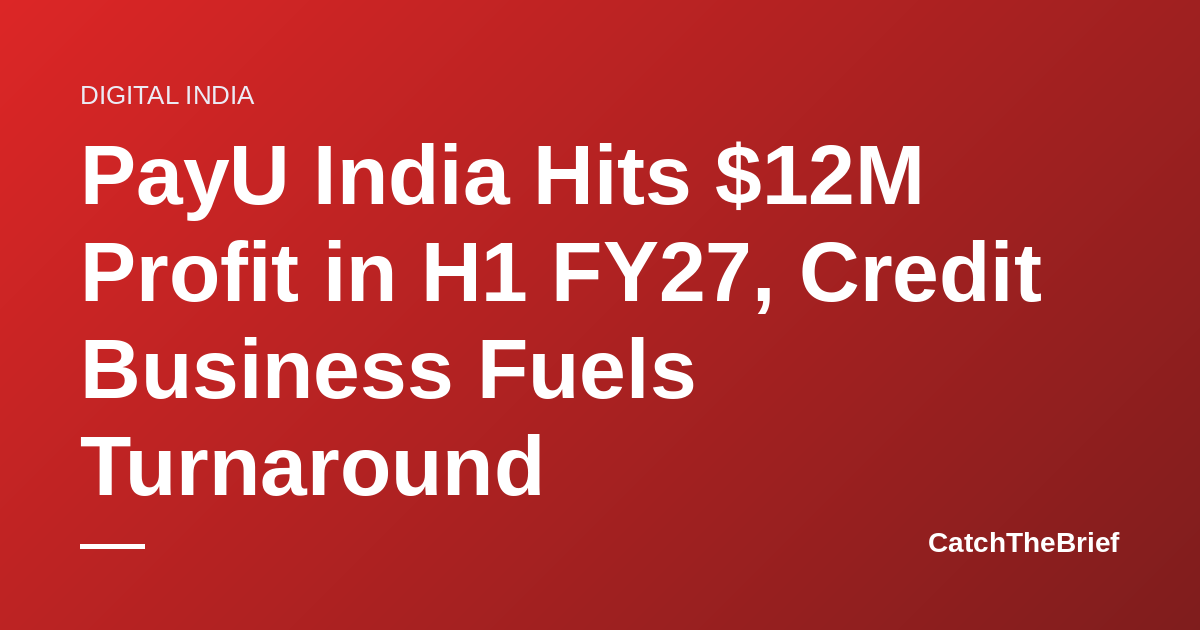 DIGITAL INDIA
PayU India Hits $12M
Profit in H1 FY27, Credit
Business Fuels
Turnaround
CatchTheBrief